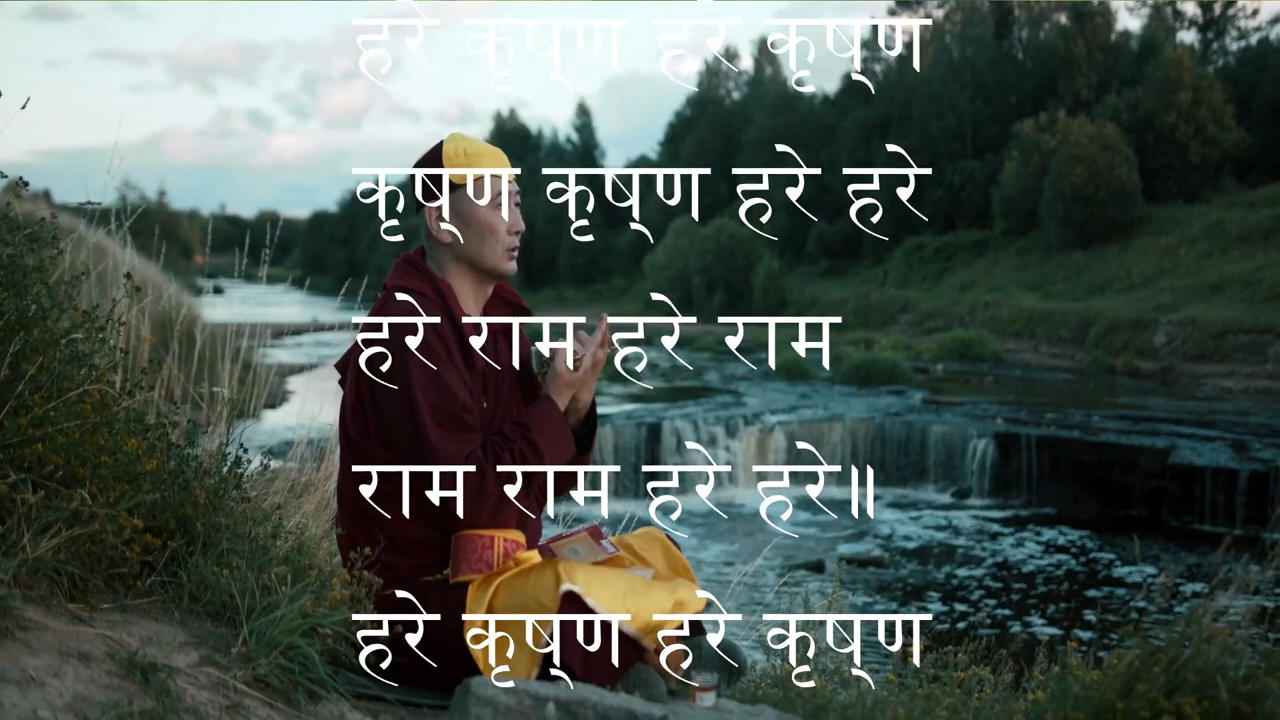 हरे कृष्ण हरे कृष्ण
कृष्ण कृष्ण हरे हरे
हरे राम हरे राम
राम राम हरे हरे॥
हरे कृष्ण हरे कृष्ण